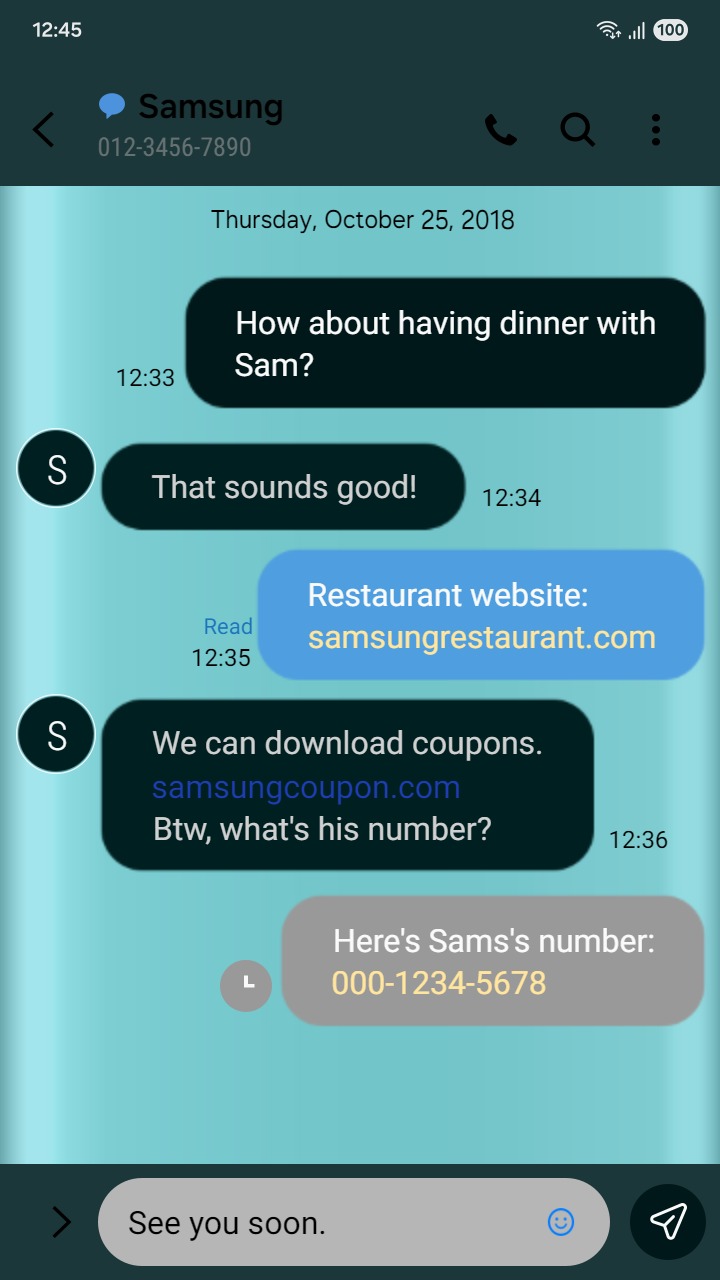 12:45
100
Samsung
012-3456-7890
Thursday, October 25, 2018
How about having dinner with
Sam?
12:33
S
That sounds good!
12:34
Restaurant website:
samsungrestaurant.com
Read
12:35
S
We can download coupons.
samsungcoupon.com
Btw, what's his number?
12:36
Here's Sams's number:
000-1234-5678
See you soon.